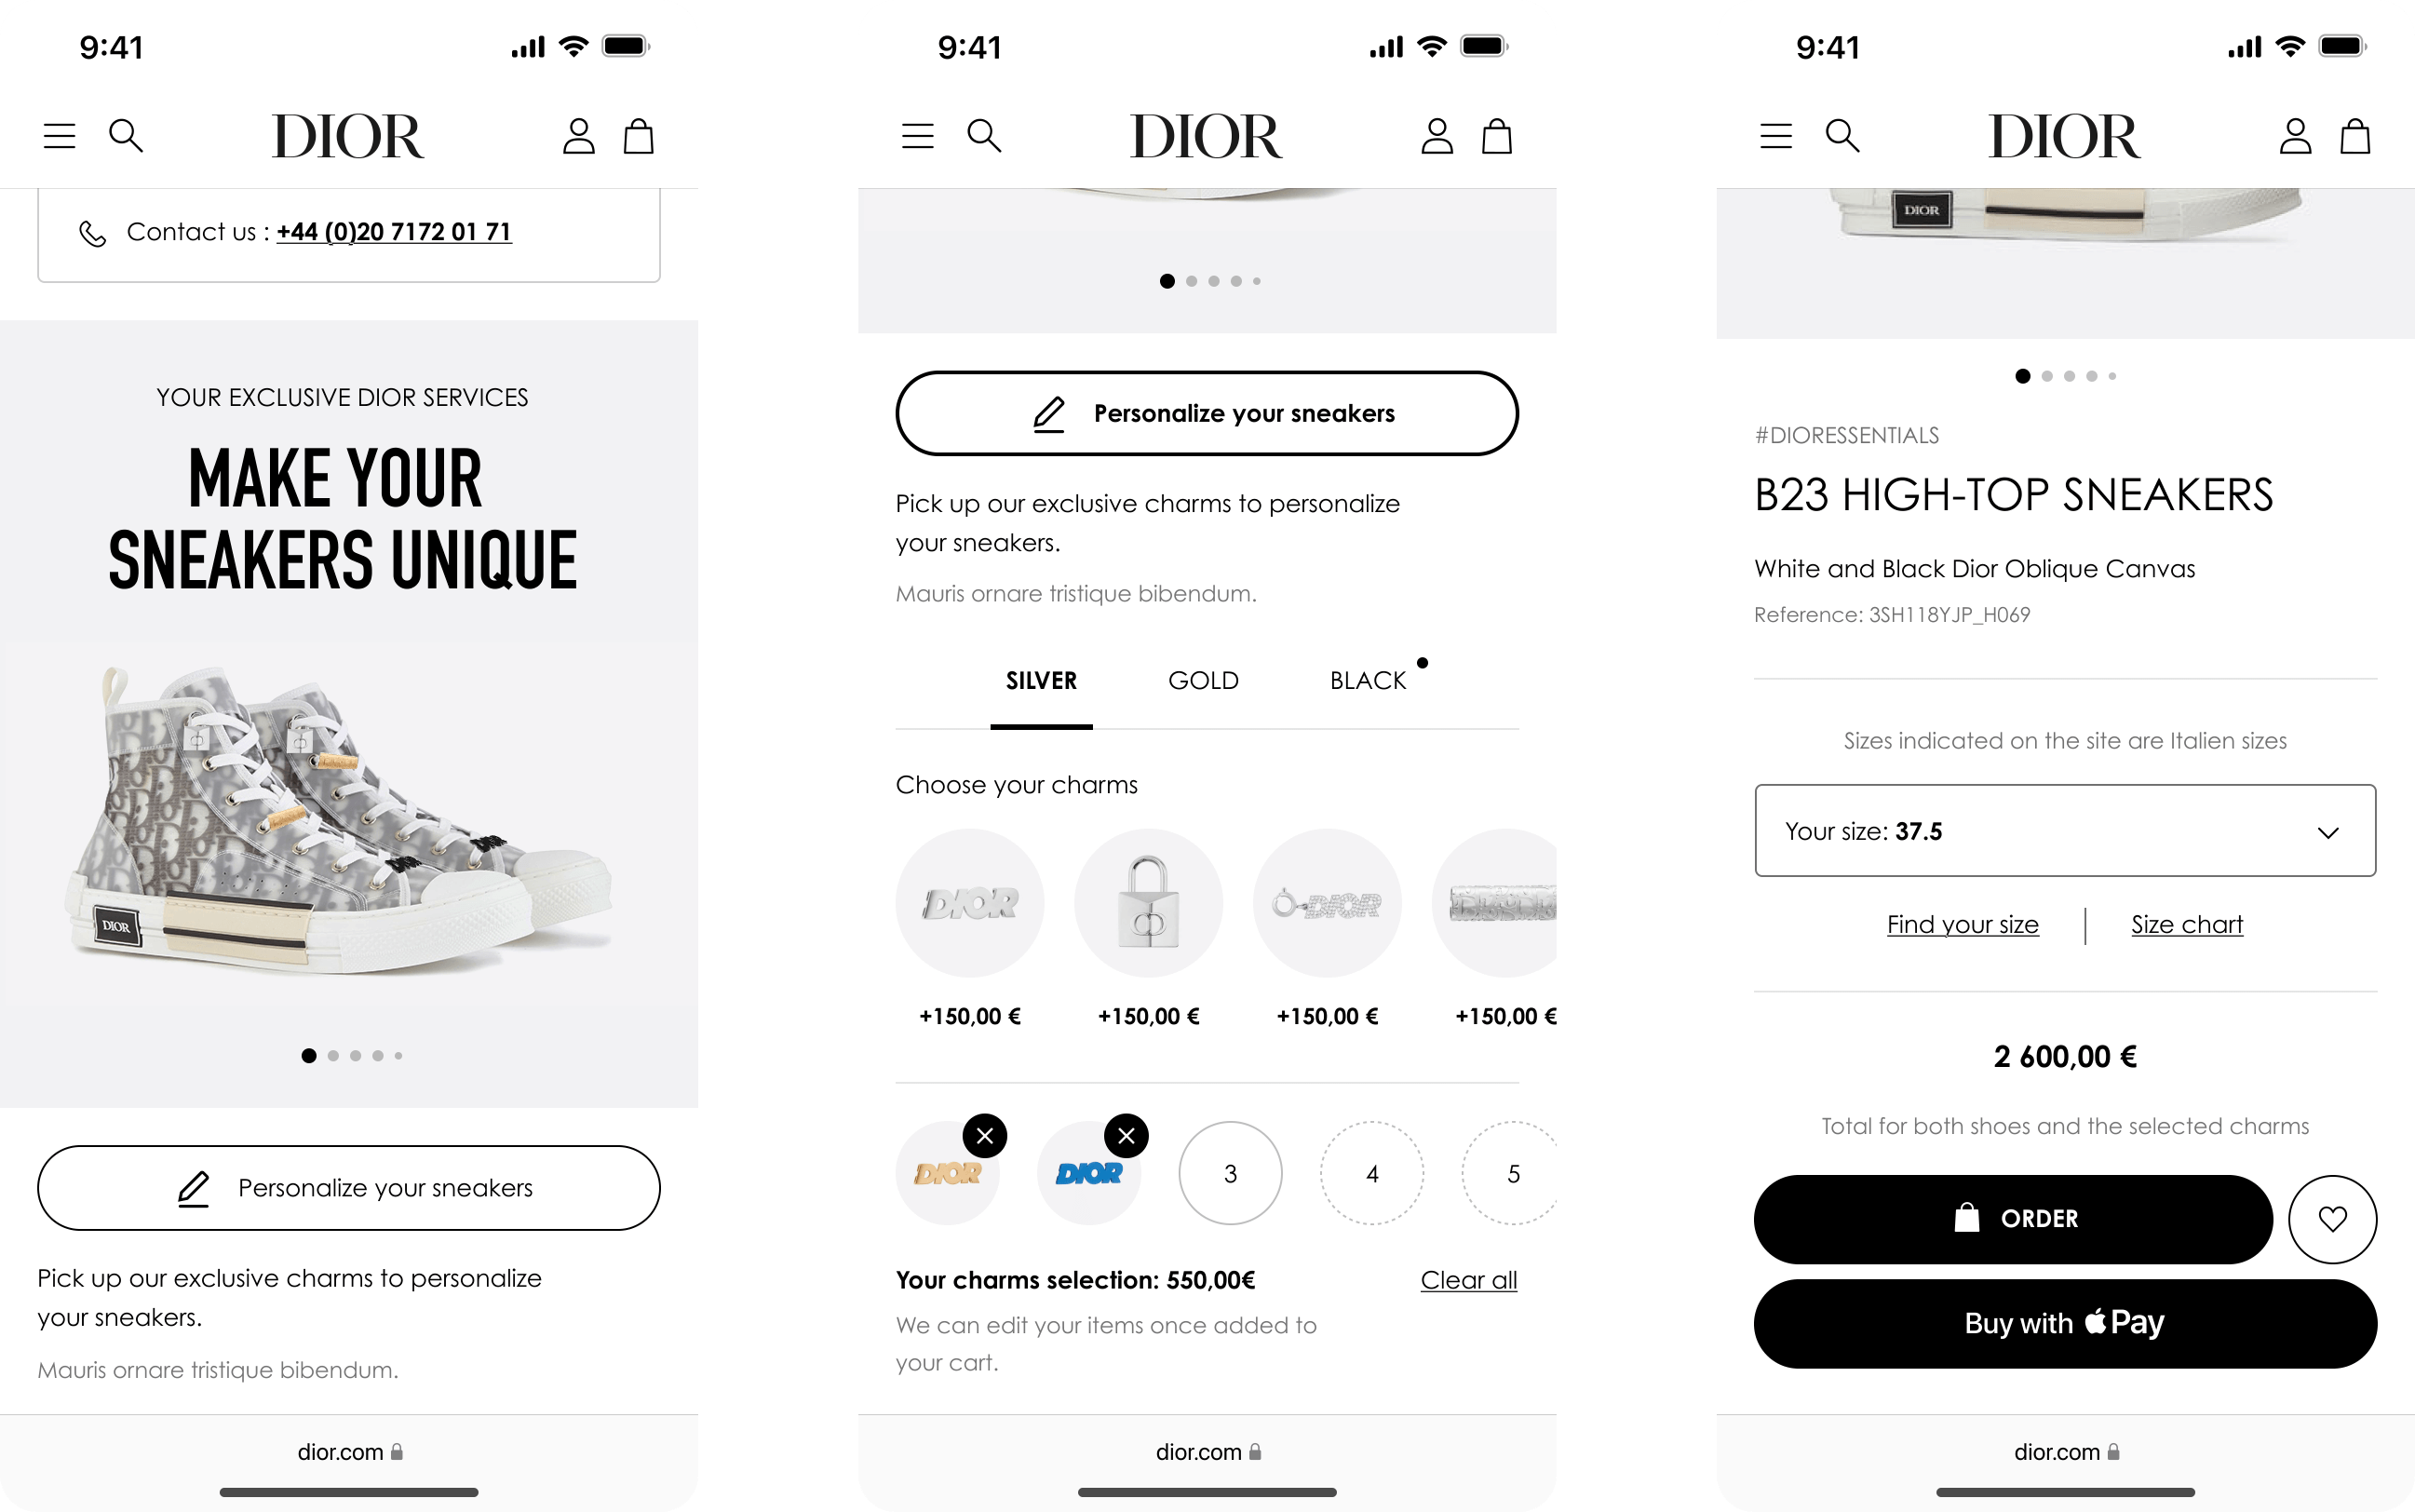 9:41
DIOR
Contact us : +44 (0)20 7172 01 71
YOUR EXCLUSIVE DIOR SERVICES
MAKE YOUR
SNEAKERS UNIQUE
DIOR
Personalize your sneakers
Pick up our exclusive charms to personalize
your sneakers.
Mauris ornare tristique bibendum.
dior.com
9:41
DIOR
Personalize your sneakers
Pick up our exclusive charms to personalize
your sneakers.
Mauris ornare tristique bibendum.
SILVER GOLD BLACK
Choose your charms
DIOR DIOR
+150,00 € +150,00 € +150,00 € +150,00 €
DIOR DIOR 3 4 5
Your charms selection: 550,00€ Clear all
We can edit your items once added to
your cart.
dior.com
9:41
DIOR
DIOR
#DIORESSENTIALS
B23 HIGH-TOP SNEAKERS
White and Black Dior Oblique Canvas
Reference: 3SH118YJP_H069
Sizes indicated on the site are Italien sizes
Your size: 37.5
Find your size Size chart
2 600,00 €
Total for both shoes and the selected charms
ORDER
Buy with Pay
dior.com